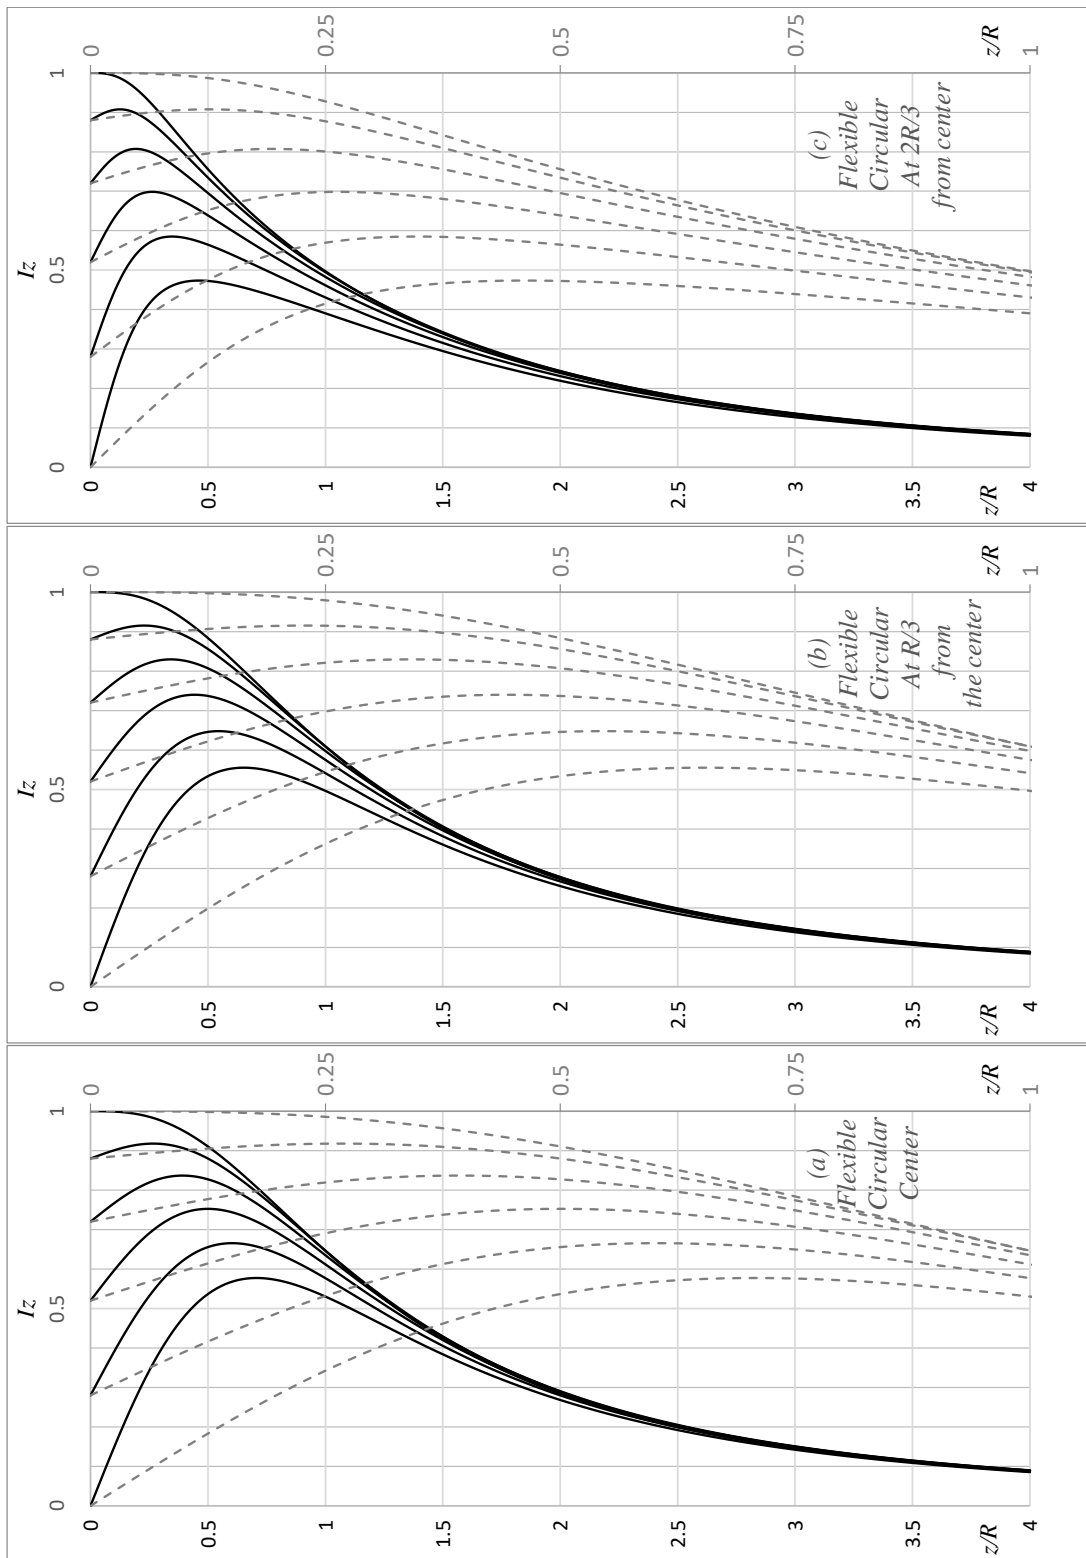 Iz
0 0.5 1
0 0
0.5
1 0.25
1.5
2 0.5
2.5
3 0.75
(a)
Flexible
Circular
Center
3.5
z/R z/R
4 1
Iz
0 0.5 1
0 0
0.5
1 0.25
1.5
2 0.5
2.5
3 0.75
(b)
Flexible
Circular
At R/3
from
the center
3.5
z/R z/R
4 1
Iz
0 0.5 1
0 0
0.5
1 0.25
1.5
2 0.5
2.5
3 0.75
(c)
Flexible
Circular
At 2R/3
from center
3.5
z/R z/R
4 1